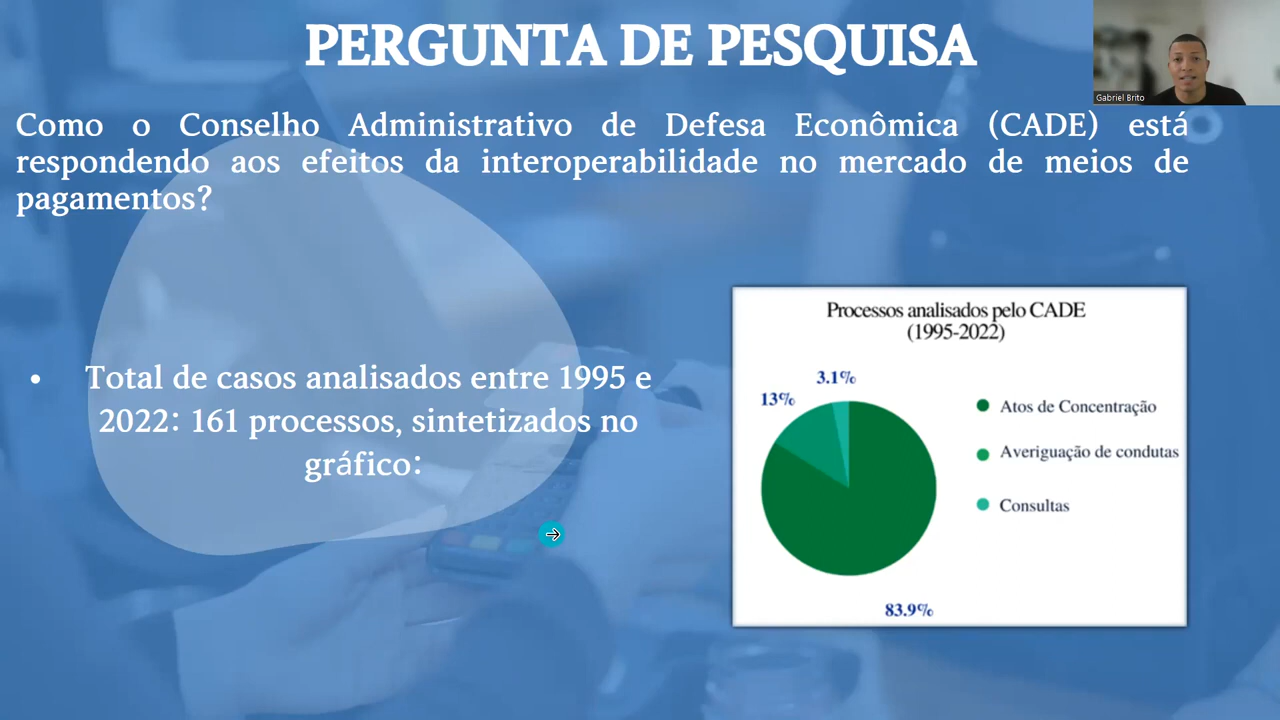 PERGUNTA DE PESQUISA
Gabriel Brito
Como o Conselho Administrativo de Defesa Econômica (CADE) está
respondendo aos efeitos da interoperabilidade no mercado de meios de
pagamentos?
• Total de casos analisados entre 1995 e
2022: 161 processos, sintetizados no
gráfico:
Processos analisados pelo CADE
(1995-2022)
3.1%
13%
Atos de Concentração
Averiguação de condutas
Consultas
83.9%